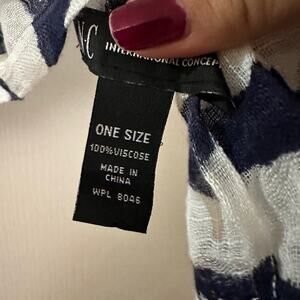 N·C
INTERNATIONAL CONCEP
ONE SIZE
100%VISCOSE
MADE IN
CHINA
WPL 8046